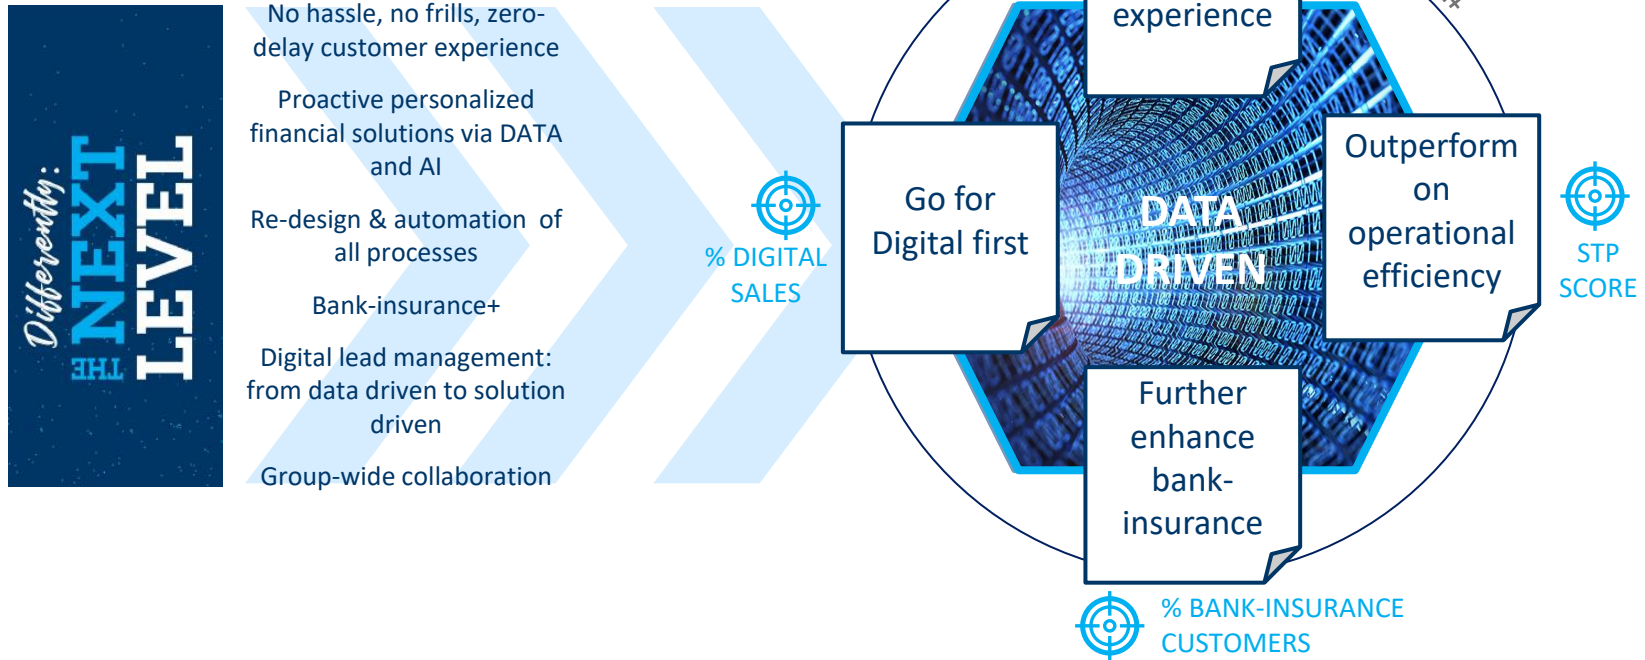 Differently:
THE NEXT
LEVEL
No hassle, no frills, zero-
delay customer experience
Proactive personalized
financial solutions via DATA
and AI
Re-design & automation of
all processes
Bank-insurance+
Digital lead management:
from data driven to solution
driven
Group-wide collaboration
experience
% DIGITAL
SALES
Go for
Digital first
DATA
DRIVEN
Outperform
on
operational
efficiency
STP
SCORE
Further
enhance
bank-
insurance
% BANK-INSURANCE
CUSTOMERS